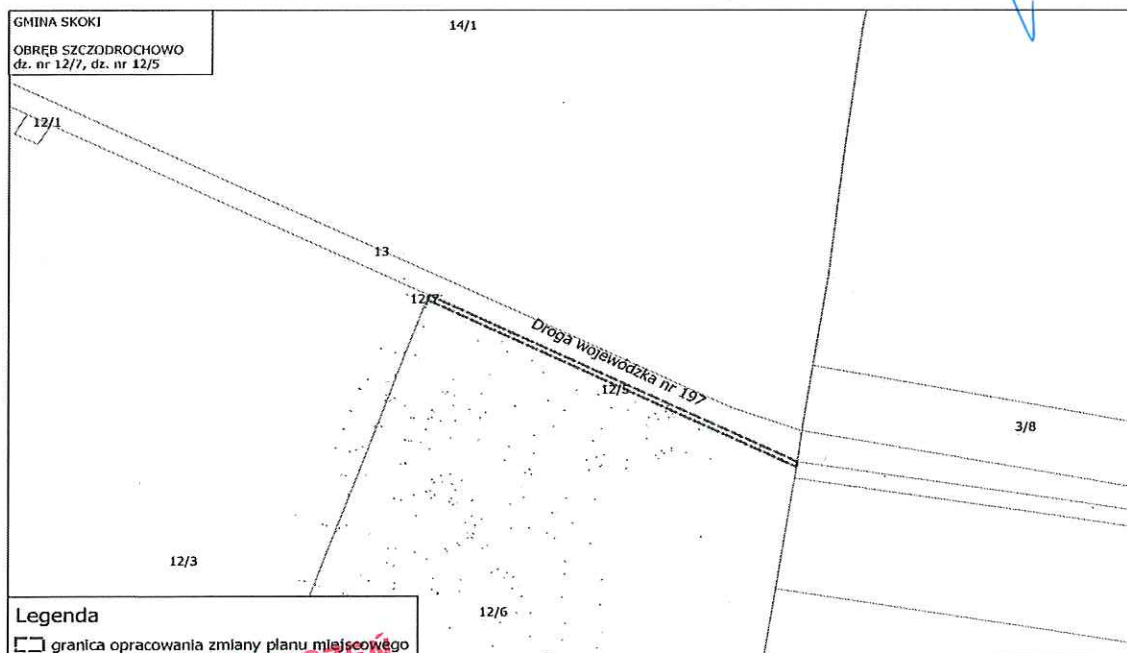 GMINA SKOKI
OBRĘB SZCZODROCHOWO
dz. nr 12/7, dz. nr 12/5
14/1
12/1
13
12/7
Droga wojewódzka nr 197
12/5
3/8
12/3
12/6
Legenda
granica opracowania zmiany planu miejscowego